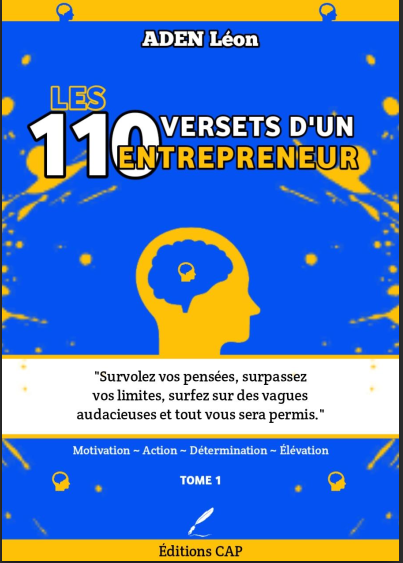 ADEN Léon
LES
110 VERSETS D'UN
ENTREPRENEUR
"Survolez vos pensées, surpassez
vos limites, surfez sur des vagues
audacieuses et tout vous sera permis."
Motivation ~ Action ~ Détermination ~ Élévation
TOME 1
Éditions CAP